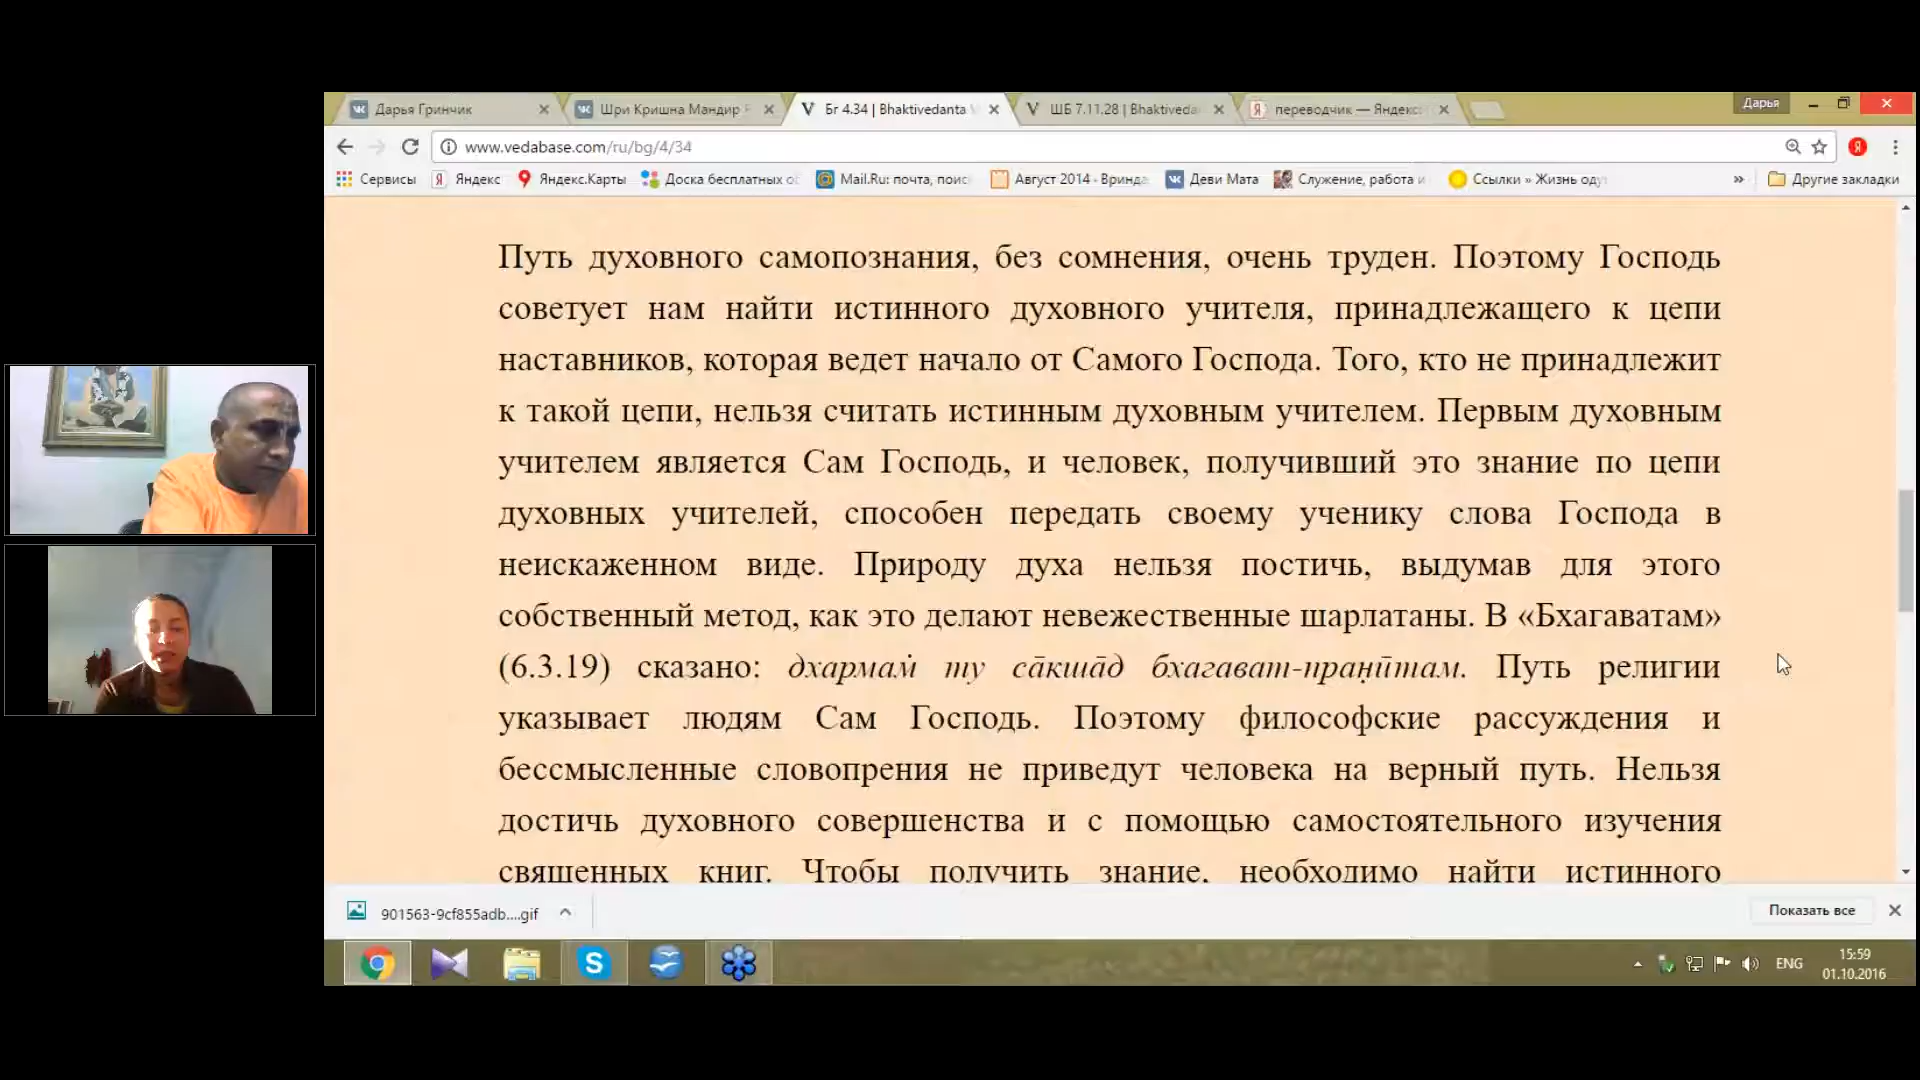 Дарья Гринчик
Шри Кришна Мандир
Бг 4.34 | Bhaktivedanta
ШБ 7.11.28 | Bhaktiveda
переводчик — Яндекс
Дарья
www.vedabase.com/ru/bg/4/34
Сервисы Яндекс Яндекс.Карты Доска бесплатных Mail.Ru: почта, поис Август 2014 - Вринда Деви Мата Служение, работа и Ссылки » Жизнь » Другие закладки
Путь духовного самопознания, без сомнения, очень труден. Поэтому Господь
советует нам найти истинного духовного учителя, принадлежащего к цепи
наставников, которая ведет начало от Самого Господа. Того, кто не принадлежит
к такой цепи, нельзя считать истинным духовным учителем. Первым духовным
учителем является Сам Господь, и человек, получивший это знание по цепи
духовных учителей, способен передать своему ученику слова Господа в
неискаженном виде. Природу духа нельзя постичь, выдумав для этого
собственный метод, как это делают невежественные шарлатаны. В «Бхагаватам»
(6.3.19) сказано: дхармам̇ ту са̄кша̄д бхагават-пран̣ӣтам. Путь религии
указывает людям Сам Господь. Поэтому философские рассуждения и
бессмысленные словопрения не приведут человека на верный путь. Нельзя
достичь духовного совершенства и с помощью самостоятельного изучения
священных книг. Чтобы получить знание, необходимо найти истинного
901563-9cf855adb....gif
Показать все
ENG
15:59
01.10.2016